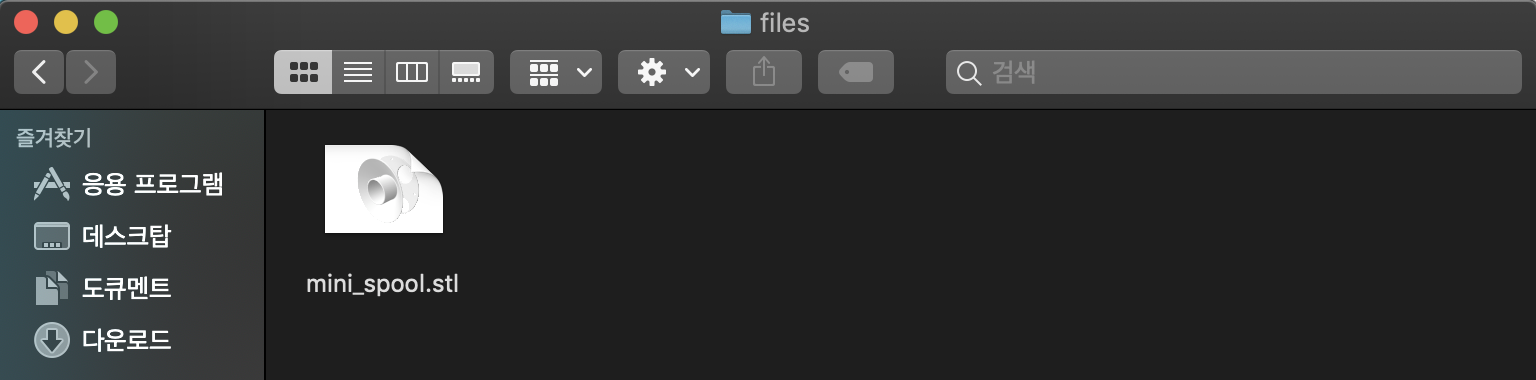 files
검색
즐겨찾기
응용 프로그램
데스크탑
도큐멘트
다운로드
mini_spool.stl